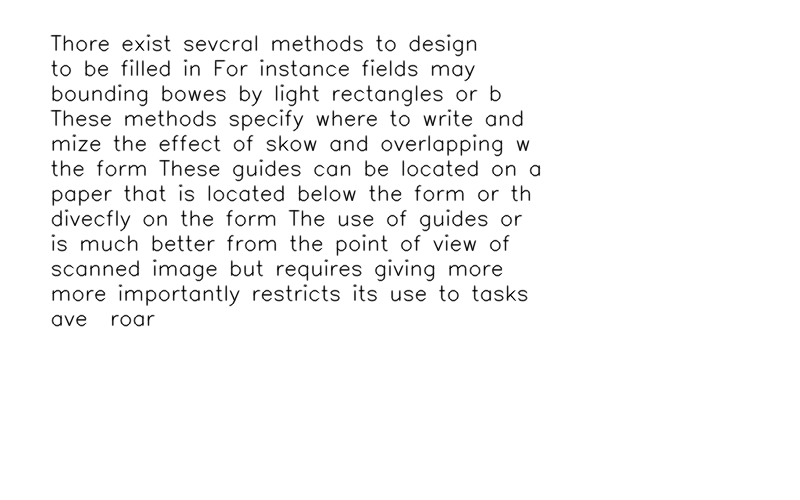 Thore exist sevcral methods to design
to be filled in For instance fields may
bounding bowes by light rectangles or b
These methods specify where to write and
mize the effect of skow and overlapping w
the form These guides can be located on a
paper that is located below the form or th
divecfly on the form The use of guides or
is much better from the point of view of
scanned image but requires giving more
more importantly restricts its use to tasks
ave roar